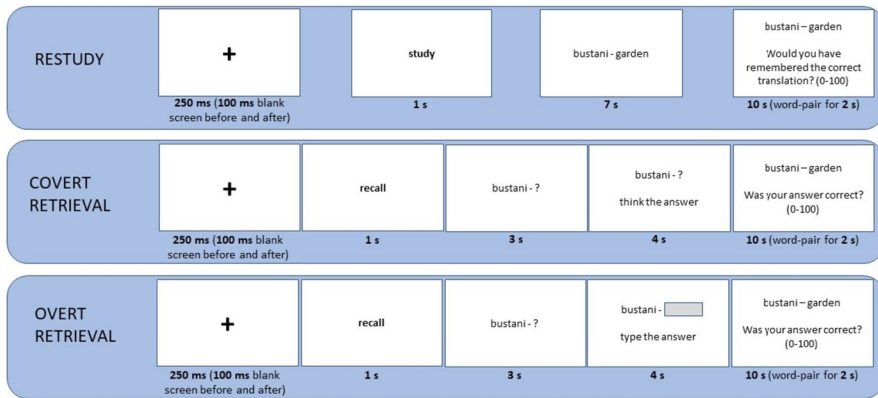 RESTUDY
+
250 ms (100 ms blank
screen before and after)
study
1 s
bustani - garden
7 s
bustani – garden
Would you have
remembered the correct
translation? (0-100)
10 s (word-pair for 2 s)
COVERT
RETRIEVAL
+
250 ms (100 ms blank
screen before and after)
recall
1 s
bustani - ?
3 s
bustani - ?
think the answer
4 s
bustani – garden
Was your answer correct?
(0-100)
10 s (word-pair for 2 s)
OVERT
RETRIEVAL
+
250 ms (100 ms blank
screen before and after)
recall
1 s
bustani - ?
3 s
bustani -
type the answer
4 s
bustani – garden
Was your answer correct?
(0-100)
10 s (word-pair for 2 s)